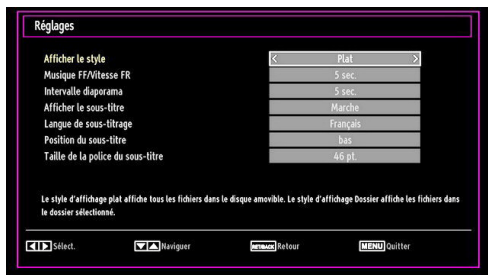 Réglages
Afficher le style < Plat >
Musique FF/Vitesse FR 5 sec.
Intervalle diaporama 5 sec.
Afficher le sous-titre Marche
Langue de sous-titrage Français
Position du sous-titre bas
Taille de la police du sous-titre 46 pt.
Le style d'affichage plat affiche tous les fichiers dans le disque amovible. Le style d'affichage Dossier affiche les fichiers dans
le dossier sélectionné.
Sélect. Naviguer RET/BACK Retour MENU Quitter